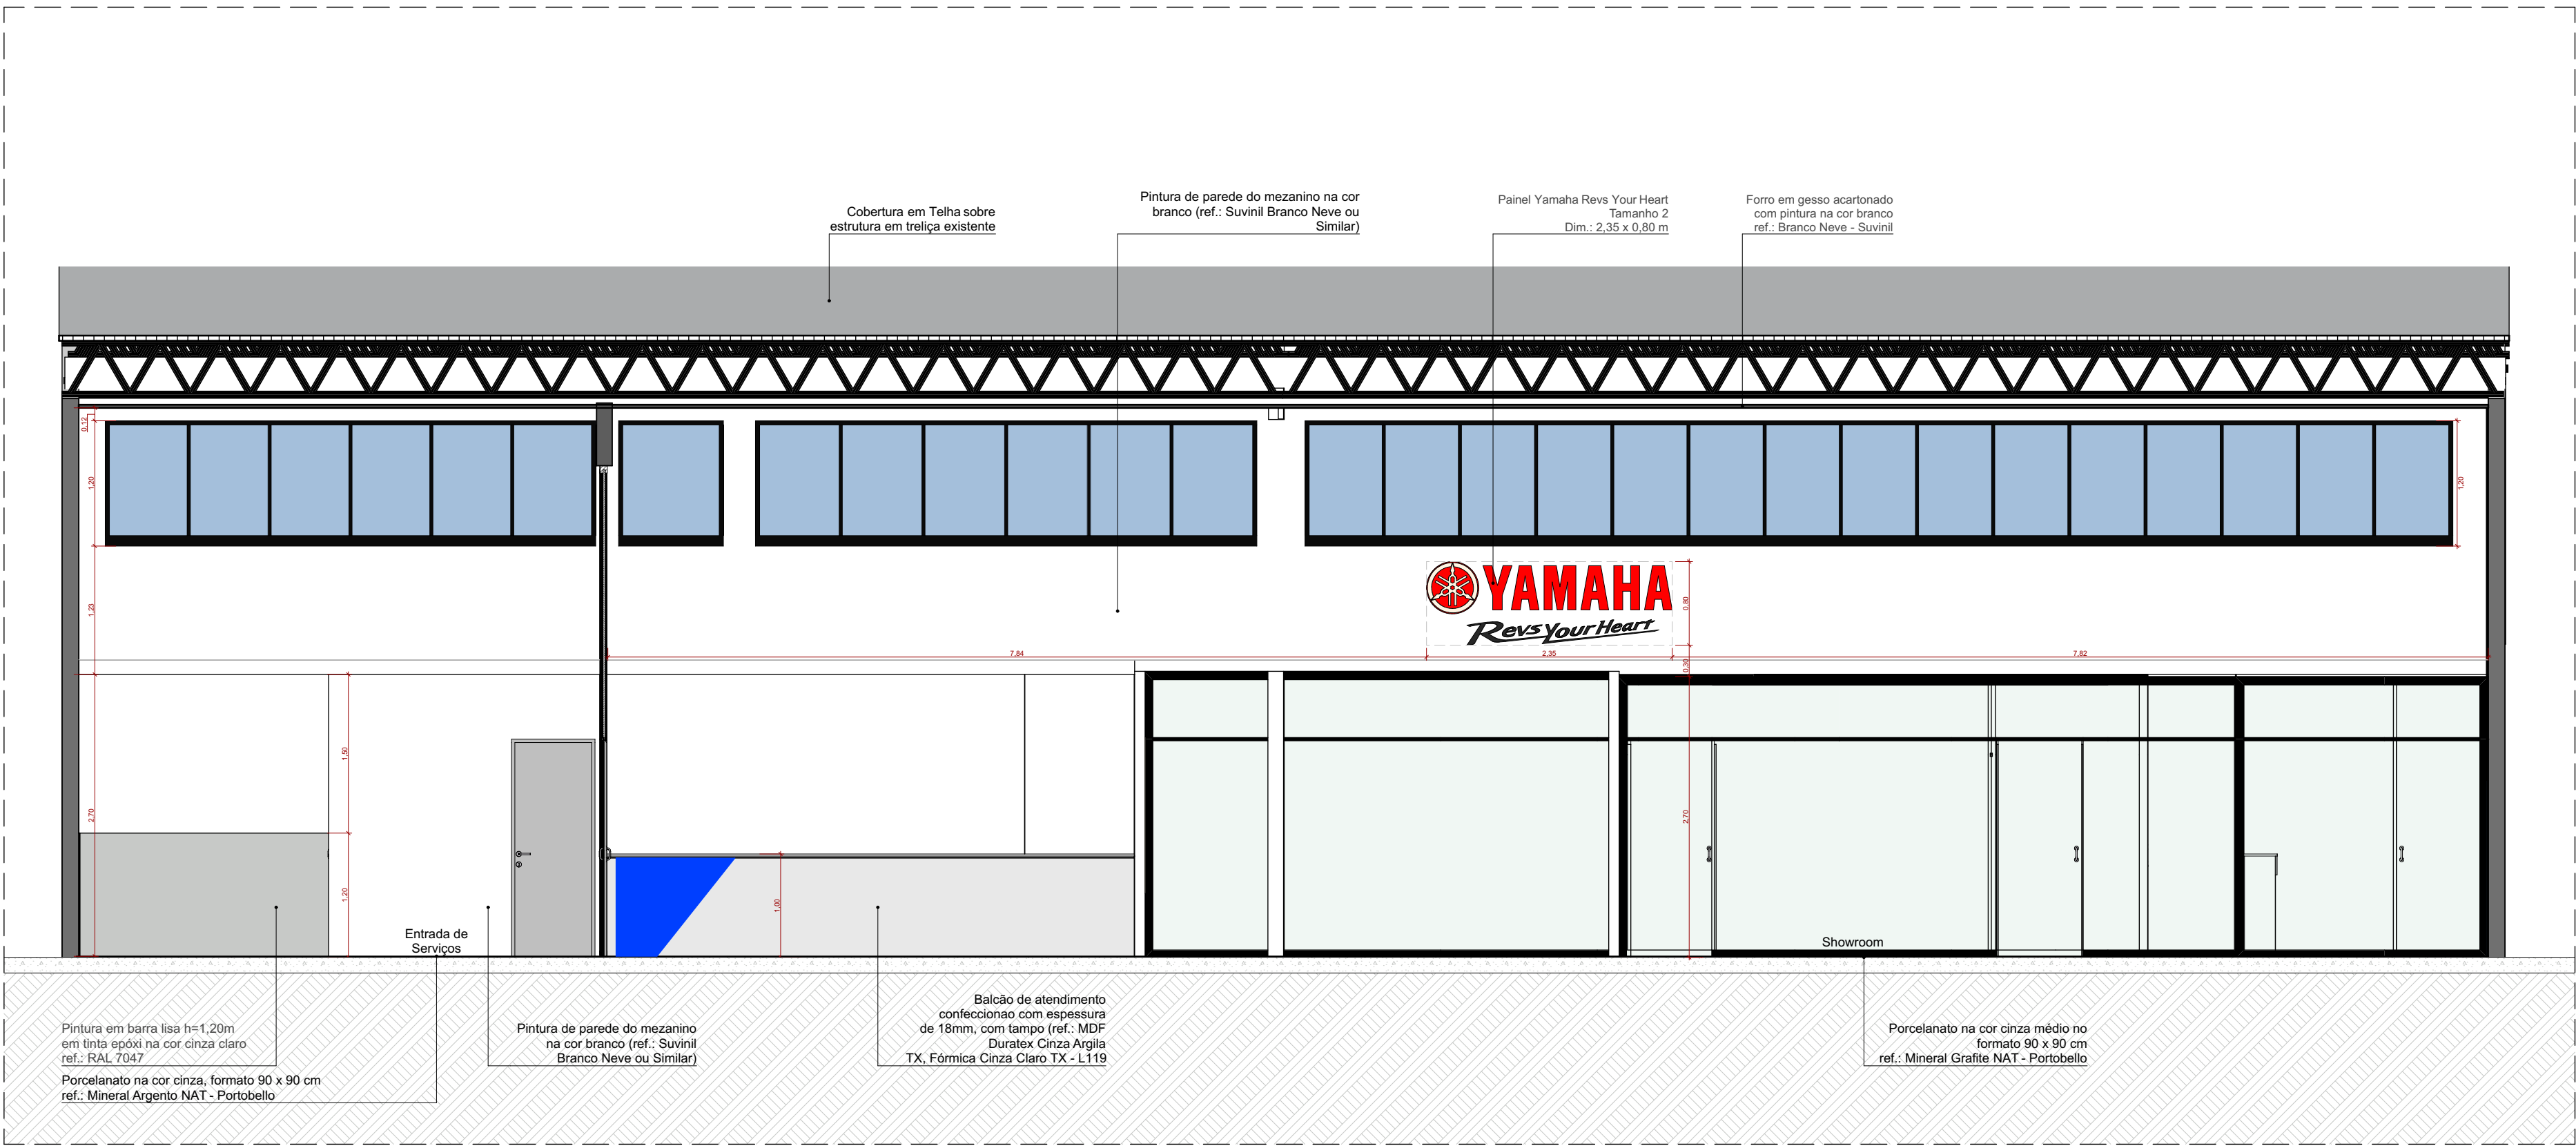 Cobertura em Telha sobre
estrutura em treliça existente
Pintura de parede do mezanino na cor
branco (ref.: Suvinil Branco Neve ou
Similar)
Painel Yamaha Revs Your Heart
Tamanho 2
Dim.: 2,35 x 0,80 m
Forro em gesso acartonado
com pintura na cor branco
ref.: Branco Neve - Suvinil
0,12
1,20
1,20
1,23
YAMAHA
Revs Your Heart
0,80
7,84
2,35
7,82
0,30
1,50
2,70
2,70
1,20
1,00
Entrada de
Serviços
Showroom
Pintura em barra lisa h=1,20m
em tinta epóxi na cor cinza claro
ref.: RAL 7047
Porcelanato na cor cinza, formato 90 x 90 cm
ref.: Mineral Argento NAT - Portobello
Pintura de parede do mezanino
na cor branco (ref.: Suvinil
Branco Neve ou Similar)
Balcão de atendimento
confeccionao com espessura
de 18mm, com tampo (ref.: MDF
Duratex Cinza Argila
TX, Fórmica Cinza Claro TX - L119
Porcelanato na cor cinza médio no
formato 90 x 90 cm
ref.: Mineral Grafite NAT - Portobello